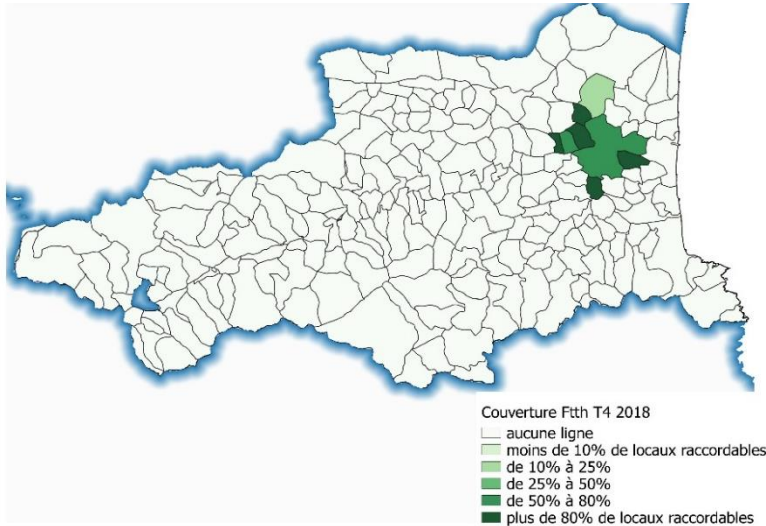 Couverture Ftth T4 2018
aucune ligne
moins de 10% de locaux raccordables
de 10% à 25%
de 25% à 50%
de 50% à 80%
plus de 80% de locaux raccordables